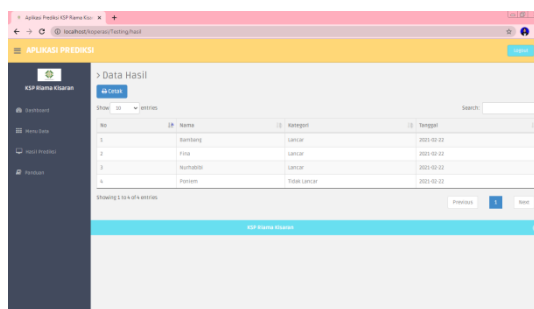 Aplikasi Prediksi KSP Rama Kisa
localhost/koperasi/Testing/hasil
APLIKASI PREDIKSI
Logout
KSP Riama Kisaran
Dashboard
Menu Data
Hasil Prediksi
Panduan
> Data Hasil
Cetak
Show 10 entries
Search:
No Nama Kategori Tanggal
1 Bambang Lancar 2021-02-22
2 Fina Lancar 2021-02-22
3 Nurhabibi Lancar 2021-02-22
4 Ponirem Tidak Lancar 2021-02-22
Showing 1 to 4 of 4 entries
Previous 1 Next
KSP Riama Kisaran